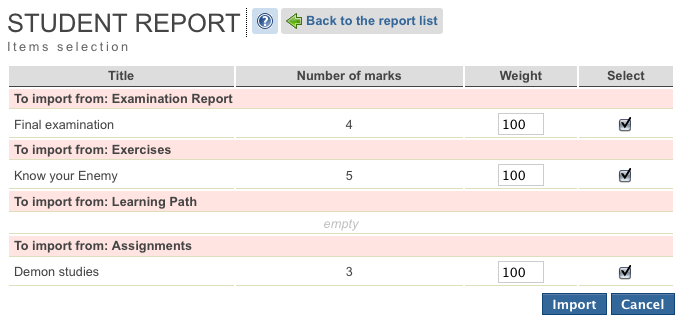 STUDENT REPORT ? Back to the report list
Items selection
Title Number of marks Weight Select
To import from: Examination Report
Final examination 4 100
To import from: Exercises
Know your Enemy 5 100
To import from: Learning Path
empty
To import from: Assignments
Demon studies 3 100
Import Cancel